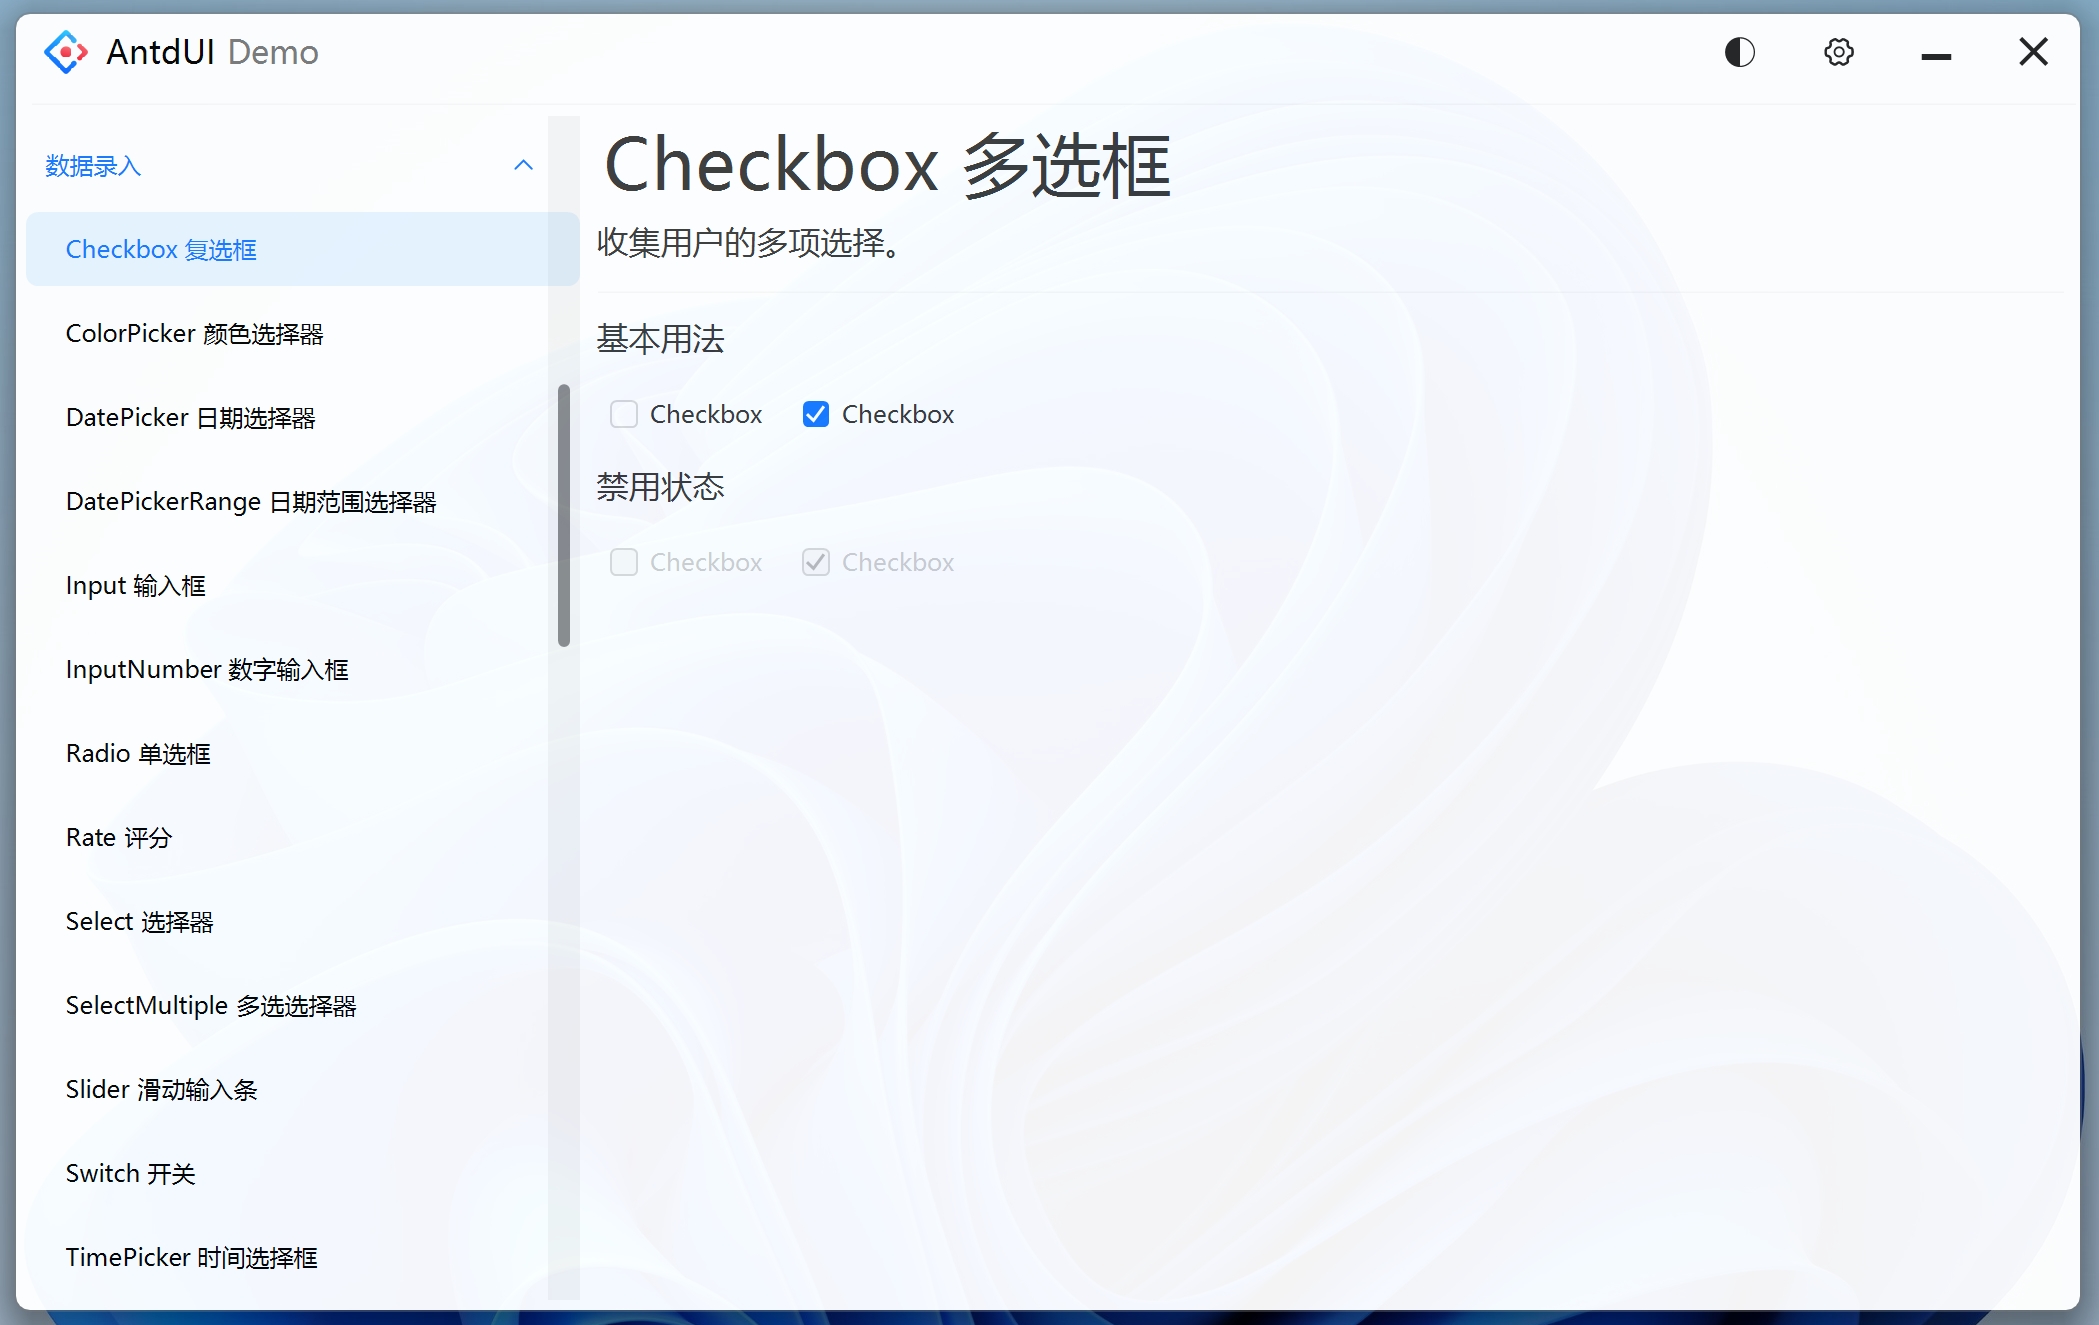 AntdUI Demo
数据录入
Checkbox 复选框
ColorPicker 颜色选择器
DatePicker 日期选择器
DatePickerRange 日期范围选择器
Input 输入框
InputNumber 数字输入框
Radio 单选框
Rate 评分
Select 选择器
SelectMultiple 多选选择器
Slider 滑动输入条
Switch 开关
TimePicker 时间选择框
Checkbox 多选框
收集用户的多项选择。
基本用法
Checkbox Checkbox
禁用状态
Checkbox Checkbox